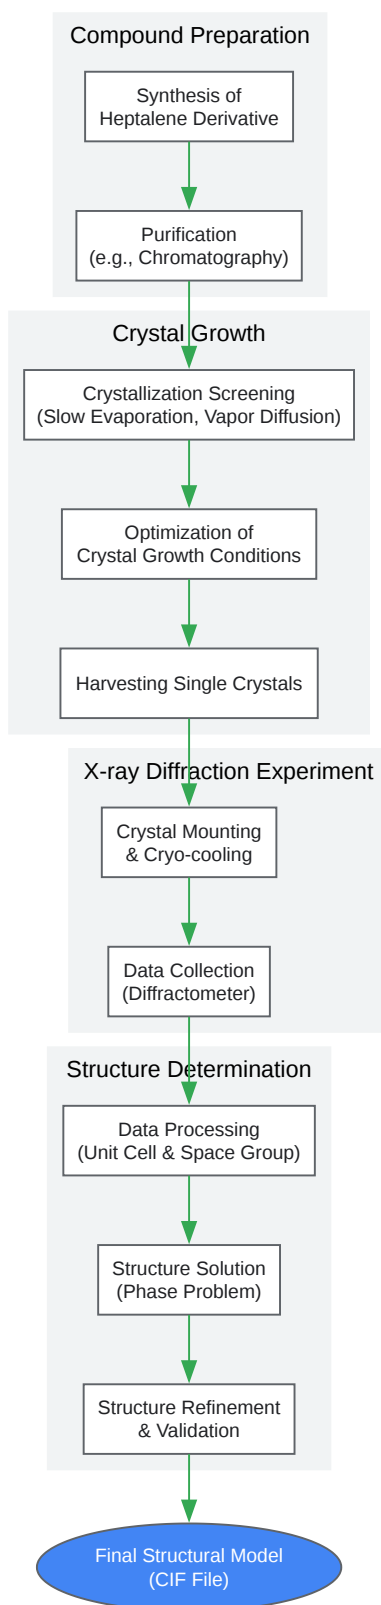 Compound Preparation
Synthesis of
Heptalene Derivative
Purification
(e.g., Chromatography)
Crystal Growth
Crystallization Screening
(Slow Evaporation, Vapor Diffusion)
Optimization of
Crystal Growth Conditions
Harvesting Single Crystals
X-ray Diffraction Experiment
Crystal Mounting
& Cryo-cooling
Data Collection
(Diffractometer)
Structure Determination
Data Processing
(Unit Cell & Space Group)
Structure Solution
(Phase Problem)
Structure Refinement
& Validation
Final Structural Model
(CIF File)